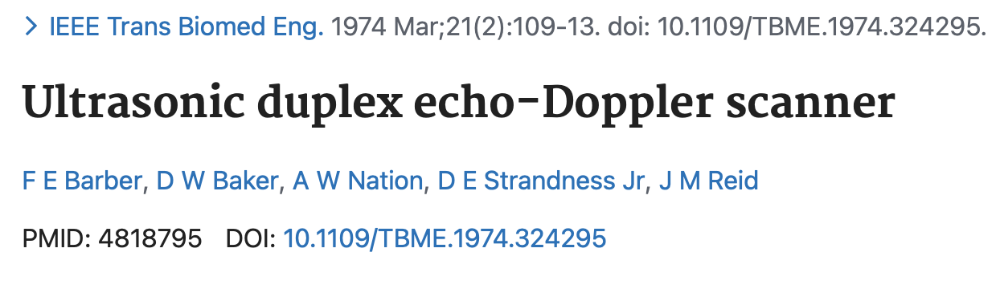 > IEEE Trans Biomed Eng. 1974 Mar;21(2):109-13. doi: 10.1109/TBME.1974.324295.
Ultrasonic duplex echo-Doppler scanner
F E Barber, D W Baker, A W Nation, D E Strandness Jr, J M Reid
PMID: 4818795 DOI: 10.1109/TBME.1974.324295